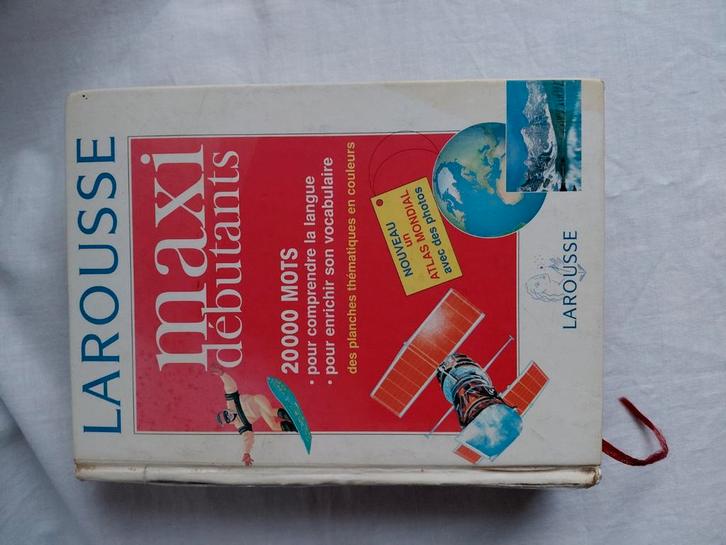 LAROUSSE
maxi
débutants
20000 MOTS
• pour comprendre la langue
• pour enrichir son vocabulaire
des planches thématiques en couleurs
NOUVEAU
un
ATLAS MONDIAL
avec des photos
LAROUSSE